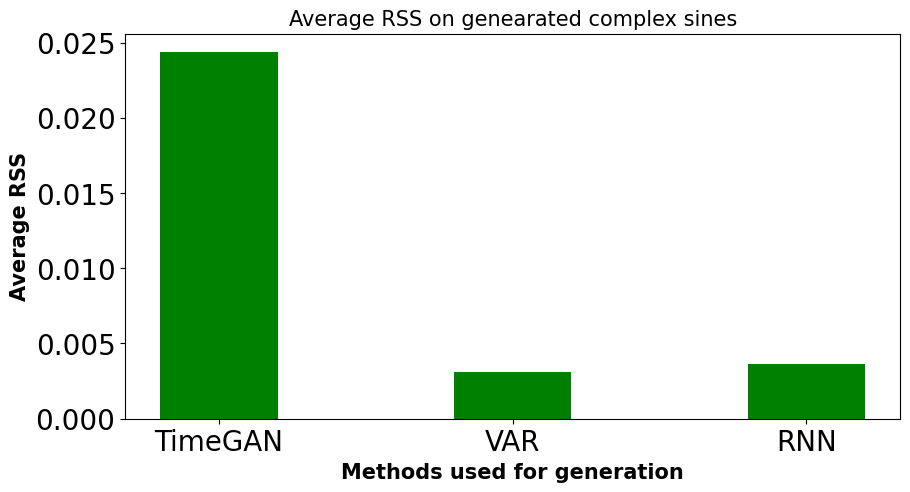 Average RSS on genearated complex sines
0.025
0.020
0.015
0.010
0.005
0.000
Average RSS
TimeGAN VAR RNN
Methods used for generation